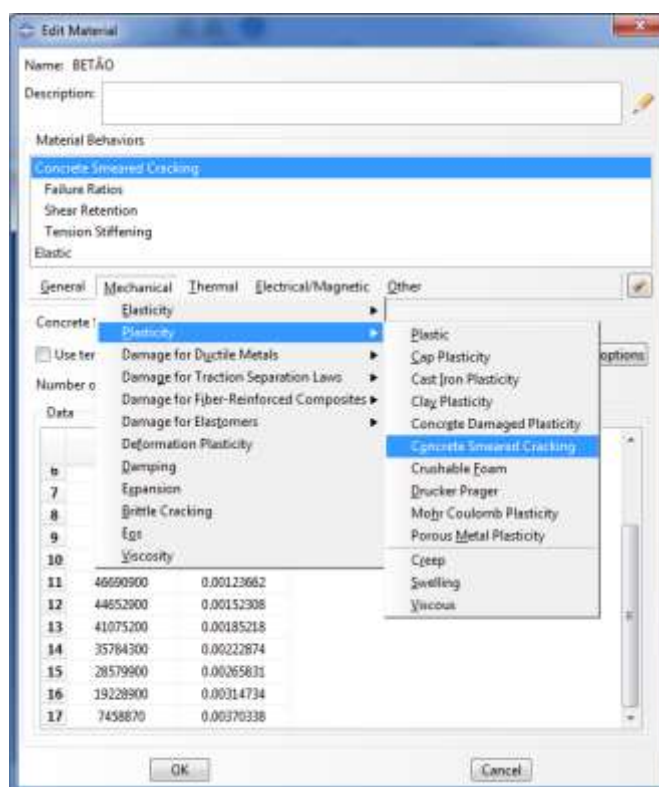 Edit Material
Name: BETÃO
Description:
Material Behaviors
Concrete Smeared Cracking
Failure Ratios
Shear Retention
Tension Stiffening
Elastic
General Mechanical Thermal Electrical/Magnetic Other
Elasticity
Concrete
Plasticity
Plastic
Use ter
Damage for Ductile Metals
Cap Plasticity
options
Damage for Traction Separation Laws
Cast Iron Plasticity
Number o
Damage for Fiber-Reinforced Composites
Clay Plasticity
Data
Damage for Elastomers
Concrete Damaged Plasticity
Deformation Plasticity
Concrete Smeared Cracking
Damping
Crushable Foam
7
Expansion
Drucker Prager
8
Brittle Cracking
Mohr Coulomb Plasticity
9
Eos
Porous Metal Plasticity
10
Viscosity
Creep
11 46690900 0.00123662
Swelling
12 44652900 0.00152308
Viscous
13 41075200 0.00185218
14 35784300 0.00222874
15 28579900 0.00265831
16 19228900 0.00314734
17 7458870 0.00370338
OK Cancel